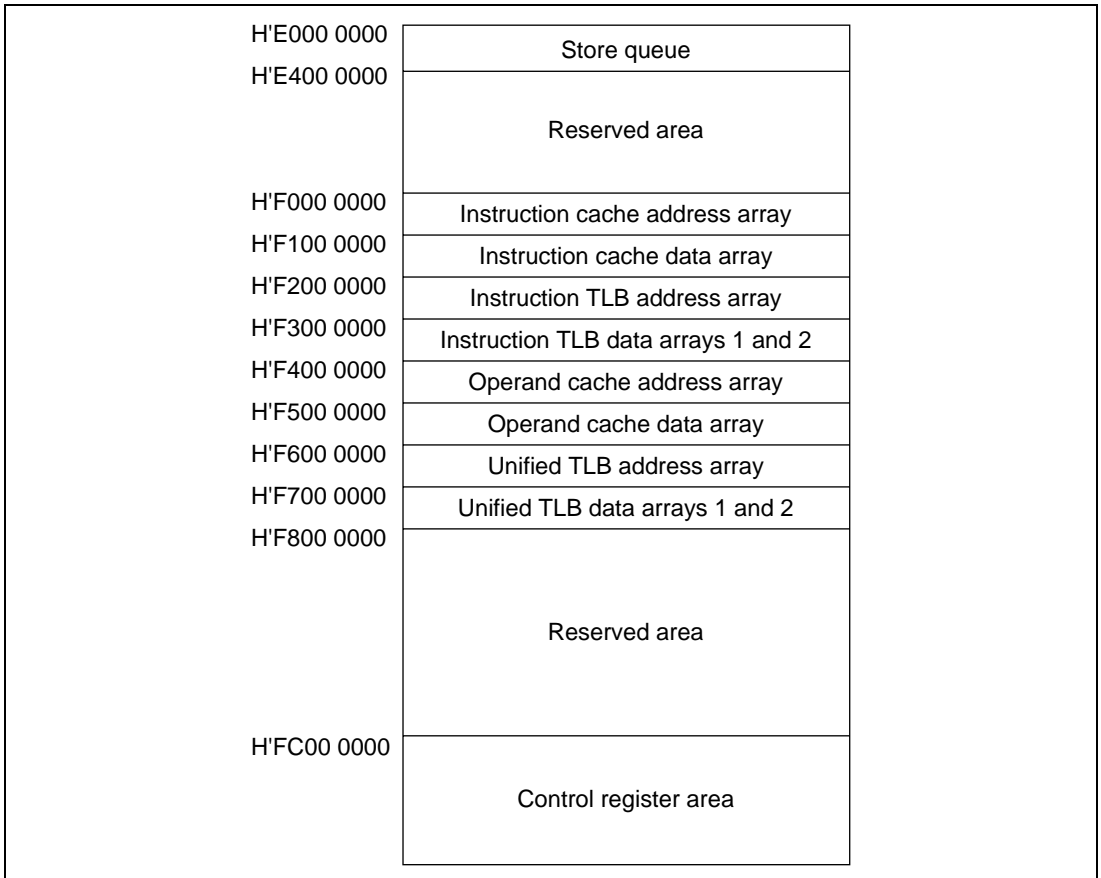 H'E000 0000
Store queue
H'E400 0000
Reserved area
H'F000 0000
Instruction cache address array
H'F100 0000
Instruction cache data array
H'F200 0000
Instruction TLB address array
H'F300 0000
Instruction TLB data arrays 1 and 2
H'F400 0000
Operand cache address array
H'F500 0000
Operand cache data array
H'F600 0000
Unified TLB address array
H'F700 0000
Unified TLB data arrays 1 and 2
H'F800 0000
Reserved area
H'FC00 0000
Control register area